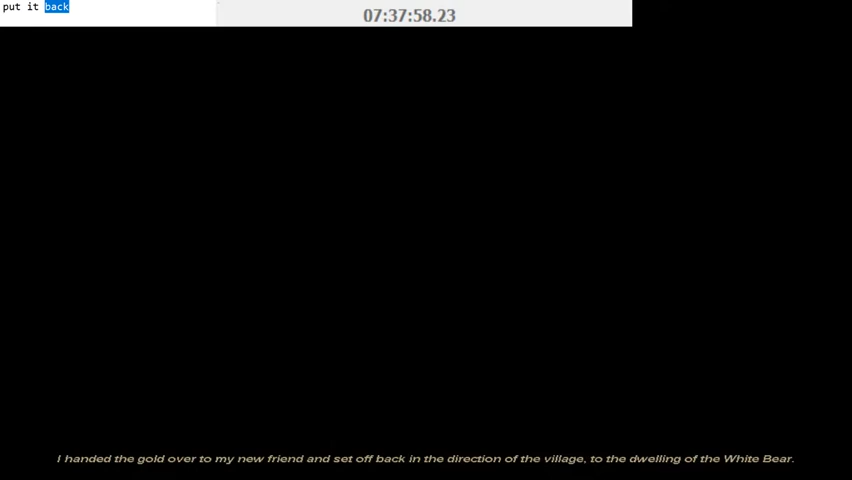 put it back
07:37:58.23
I handed the gold over to my new friend and set off back in the direction of the village, to the dwelling of the White Bear.